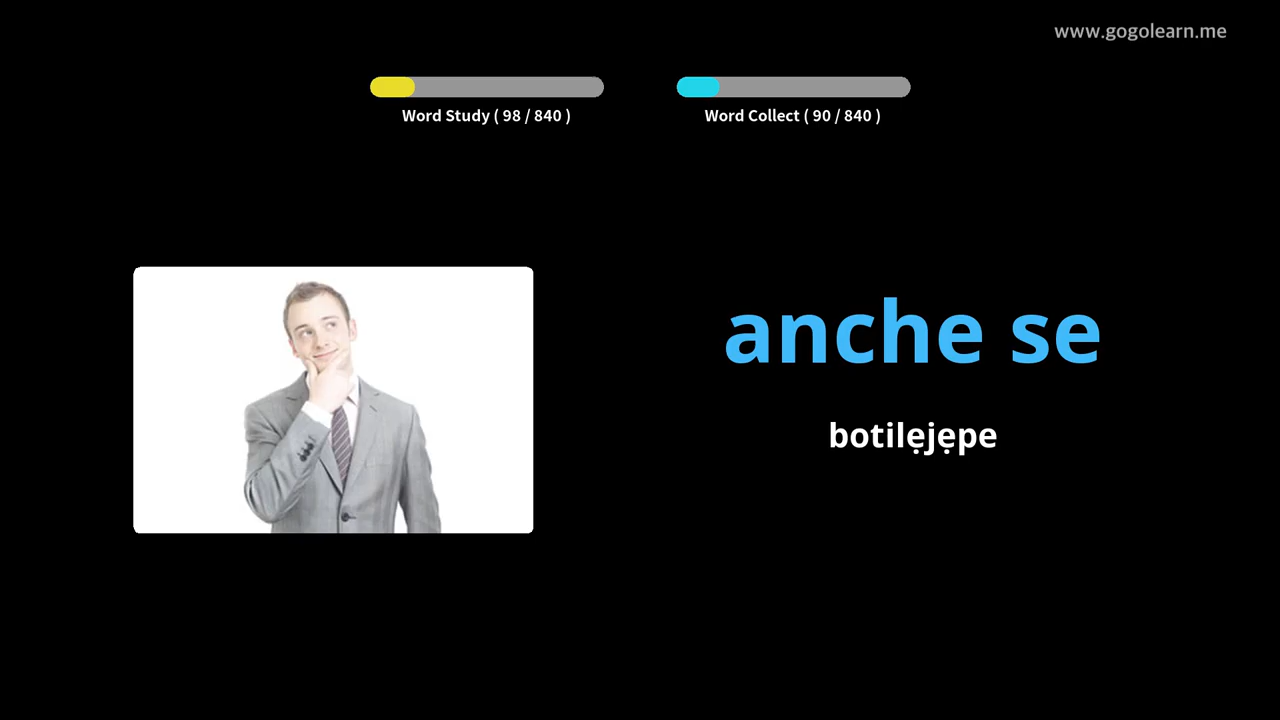 www.gogolearn.me
Word Study ( 98 / 840 )
Word Collect ( 90 / 840 )
anche se
botilẹjẹpe